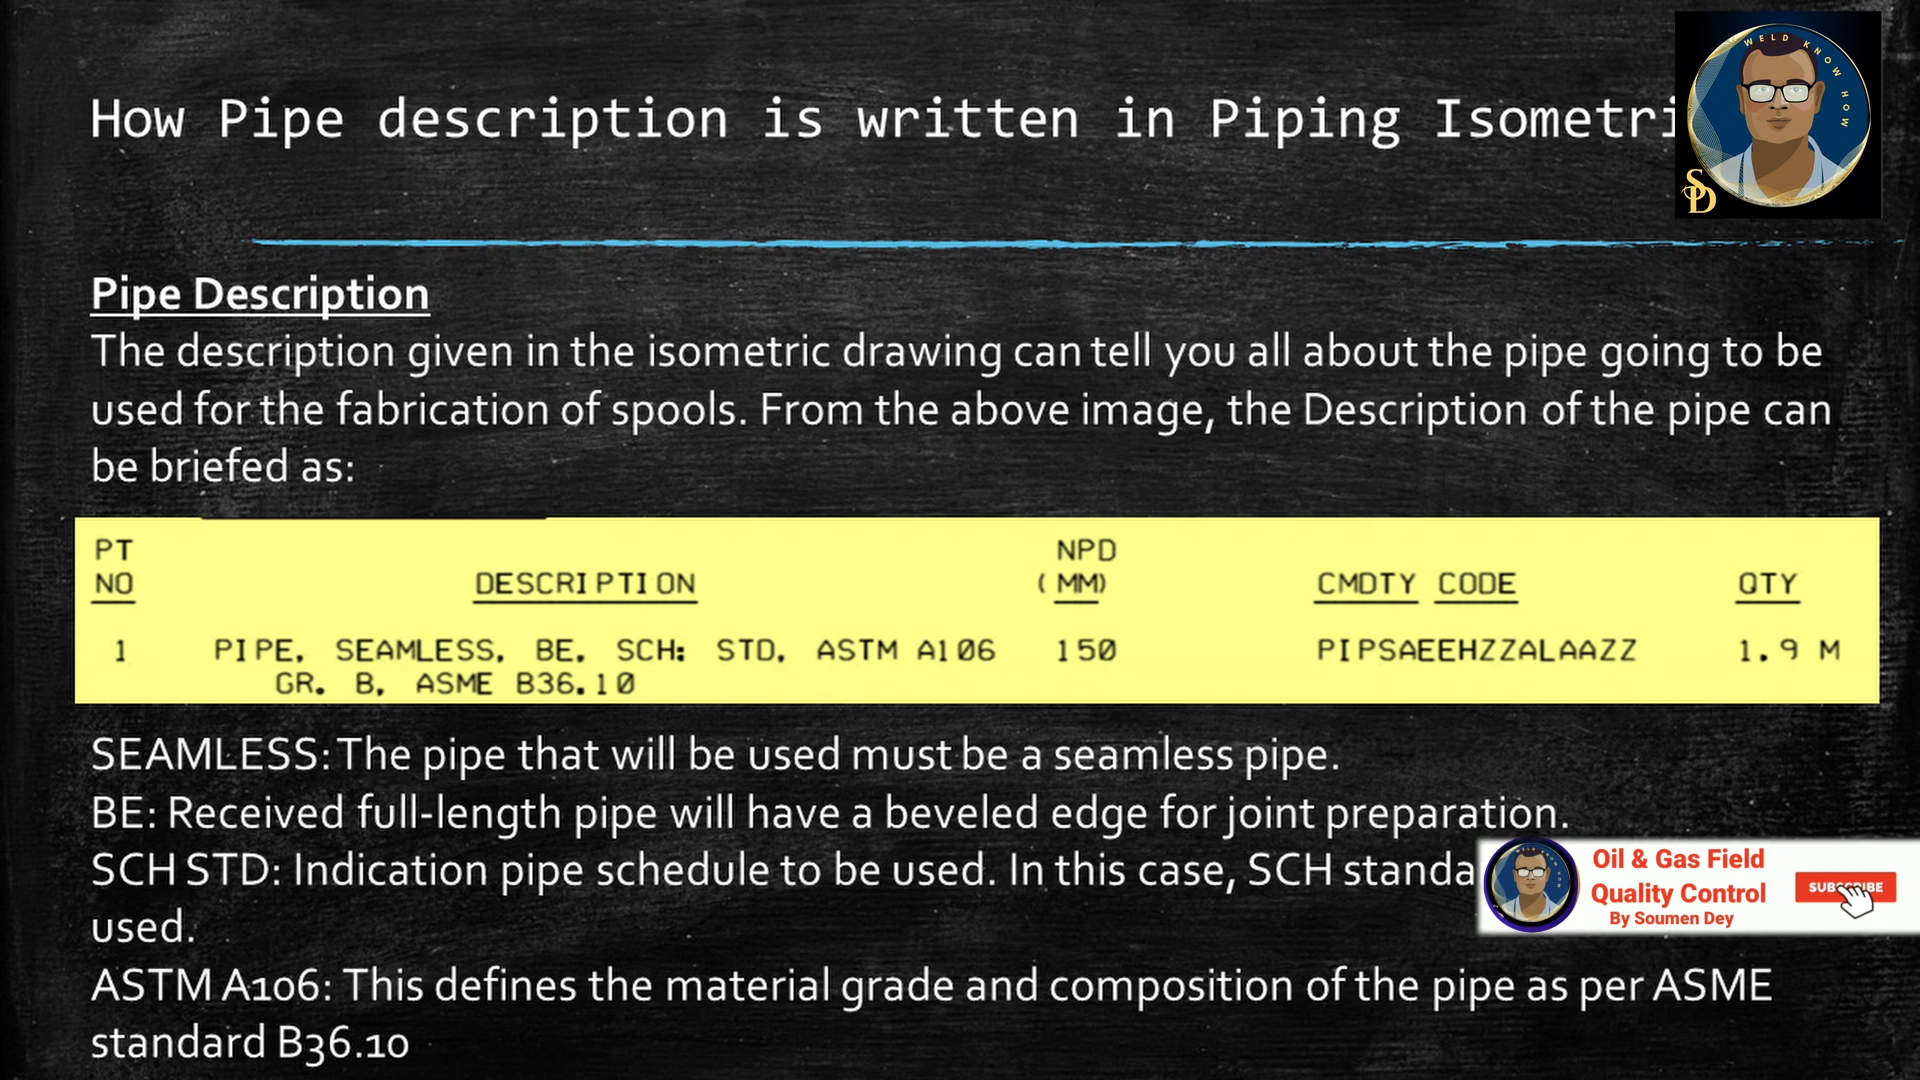 WELD KNOW HOW
How Pipe description is written in Piping Isometri
SD
Pipe Description
The description given in the isometric drawing can tell you all about the pipe going to be
used for the fabrication of spools. From the above image, the Description of the pipe can
be briefed as:
PT NPD
NO DESCRIPTION (MM) CMDTY CODE QTY
1 PIPE, SEAMLESS, BE, SCH: STD, ASTM A106 150 PIPSAEEHZZALAAZZ 1.9 M
GR. B, ASME B36.10
SEAMLESS: The pipe that will be used must be a seamless pipe.
BE: Received full-length pipe will have a beveled edge for joint preparation.
SCH STD: Indication pipe schedule to be used. In this case, SCH standa
used.
Oil & Gas Field
Quality Control
By Soumen Dey
SUBSCRIBE
ASTM A106: This defines the material grade and composition of the pipe as per ASME
standard B36.10